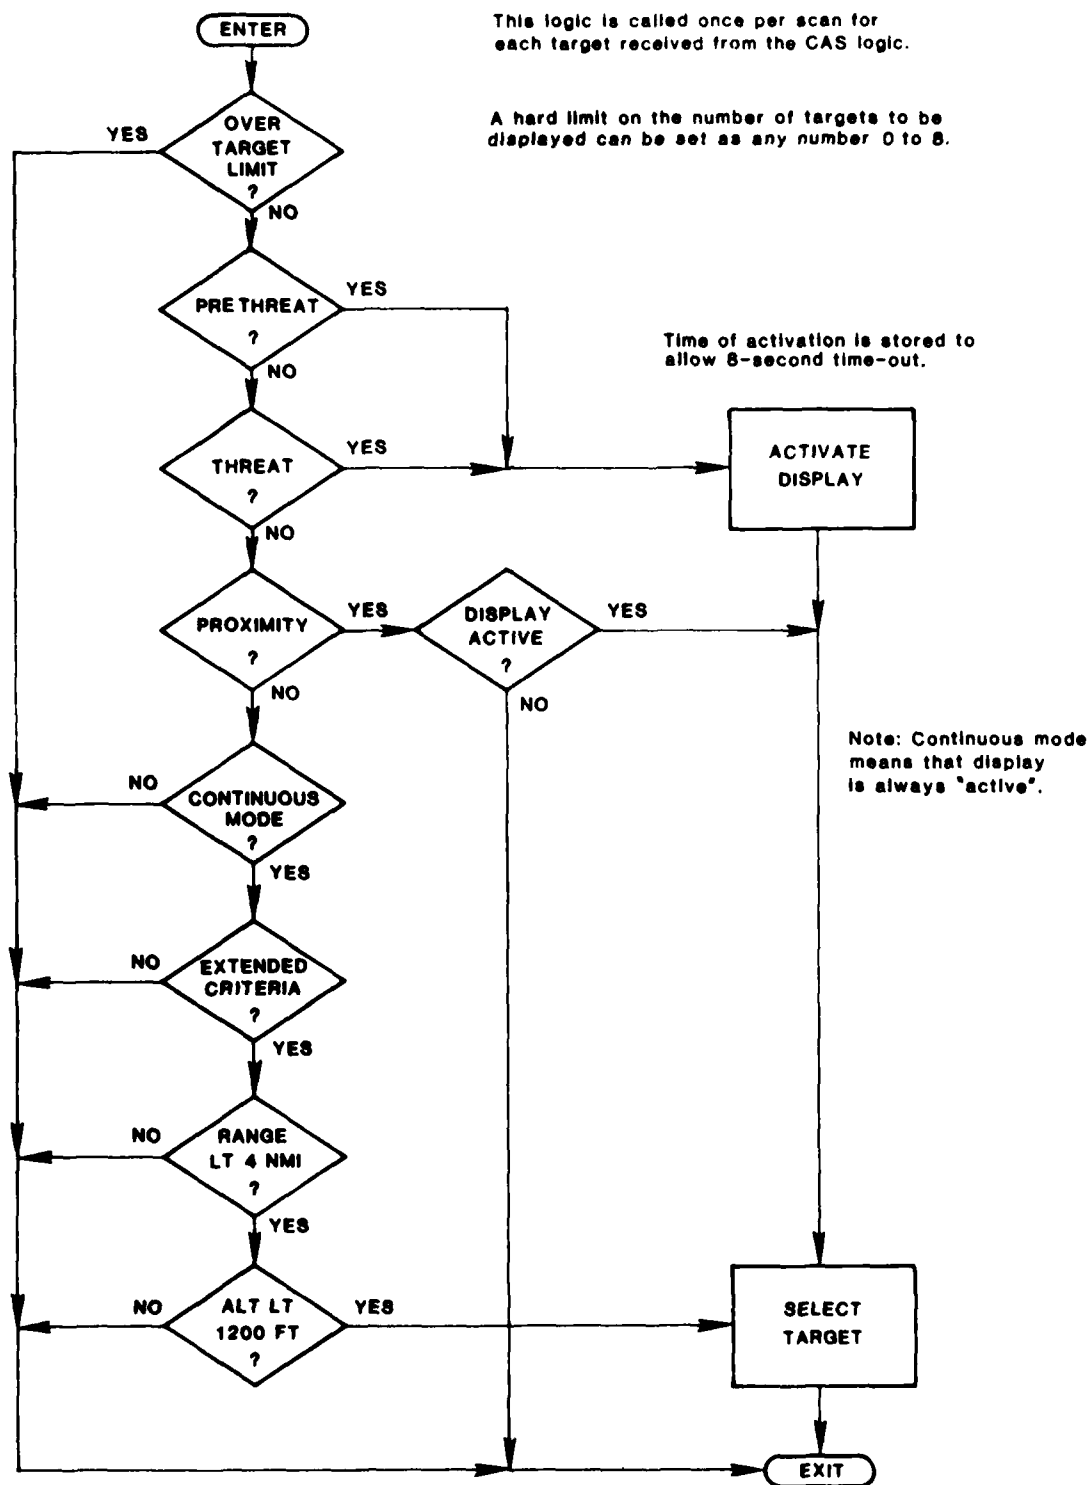 ENTER
This logic is called once per scan for
each target received from the CAS logic.
A hard limit on the number of targets to be
displayed can be set as any number 0 to 8.
YES
OVER
TARGET
LIMIT
?
NO
PRETHREAT
?
YES
NO
Time of activation is stored to
allow 8-second time-out.
THREAT
?
YES
NO
ACTIVATE
DISPLAY
PROXIMITY
?
YES
NO
DISPLAY
ACTIVE
?
YES
NO
Note: Continuous mode
means that display
is always "active".
NO
CONTINUOUS
MODE
?
YES
NO
EXTENDED
CRITERIA
?
YES
NO
RANGE
LT 4 NMI
?
YES
NO
ALT LT
1200 FT
?
YES
SELECT
TARGET
EXIT